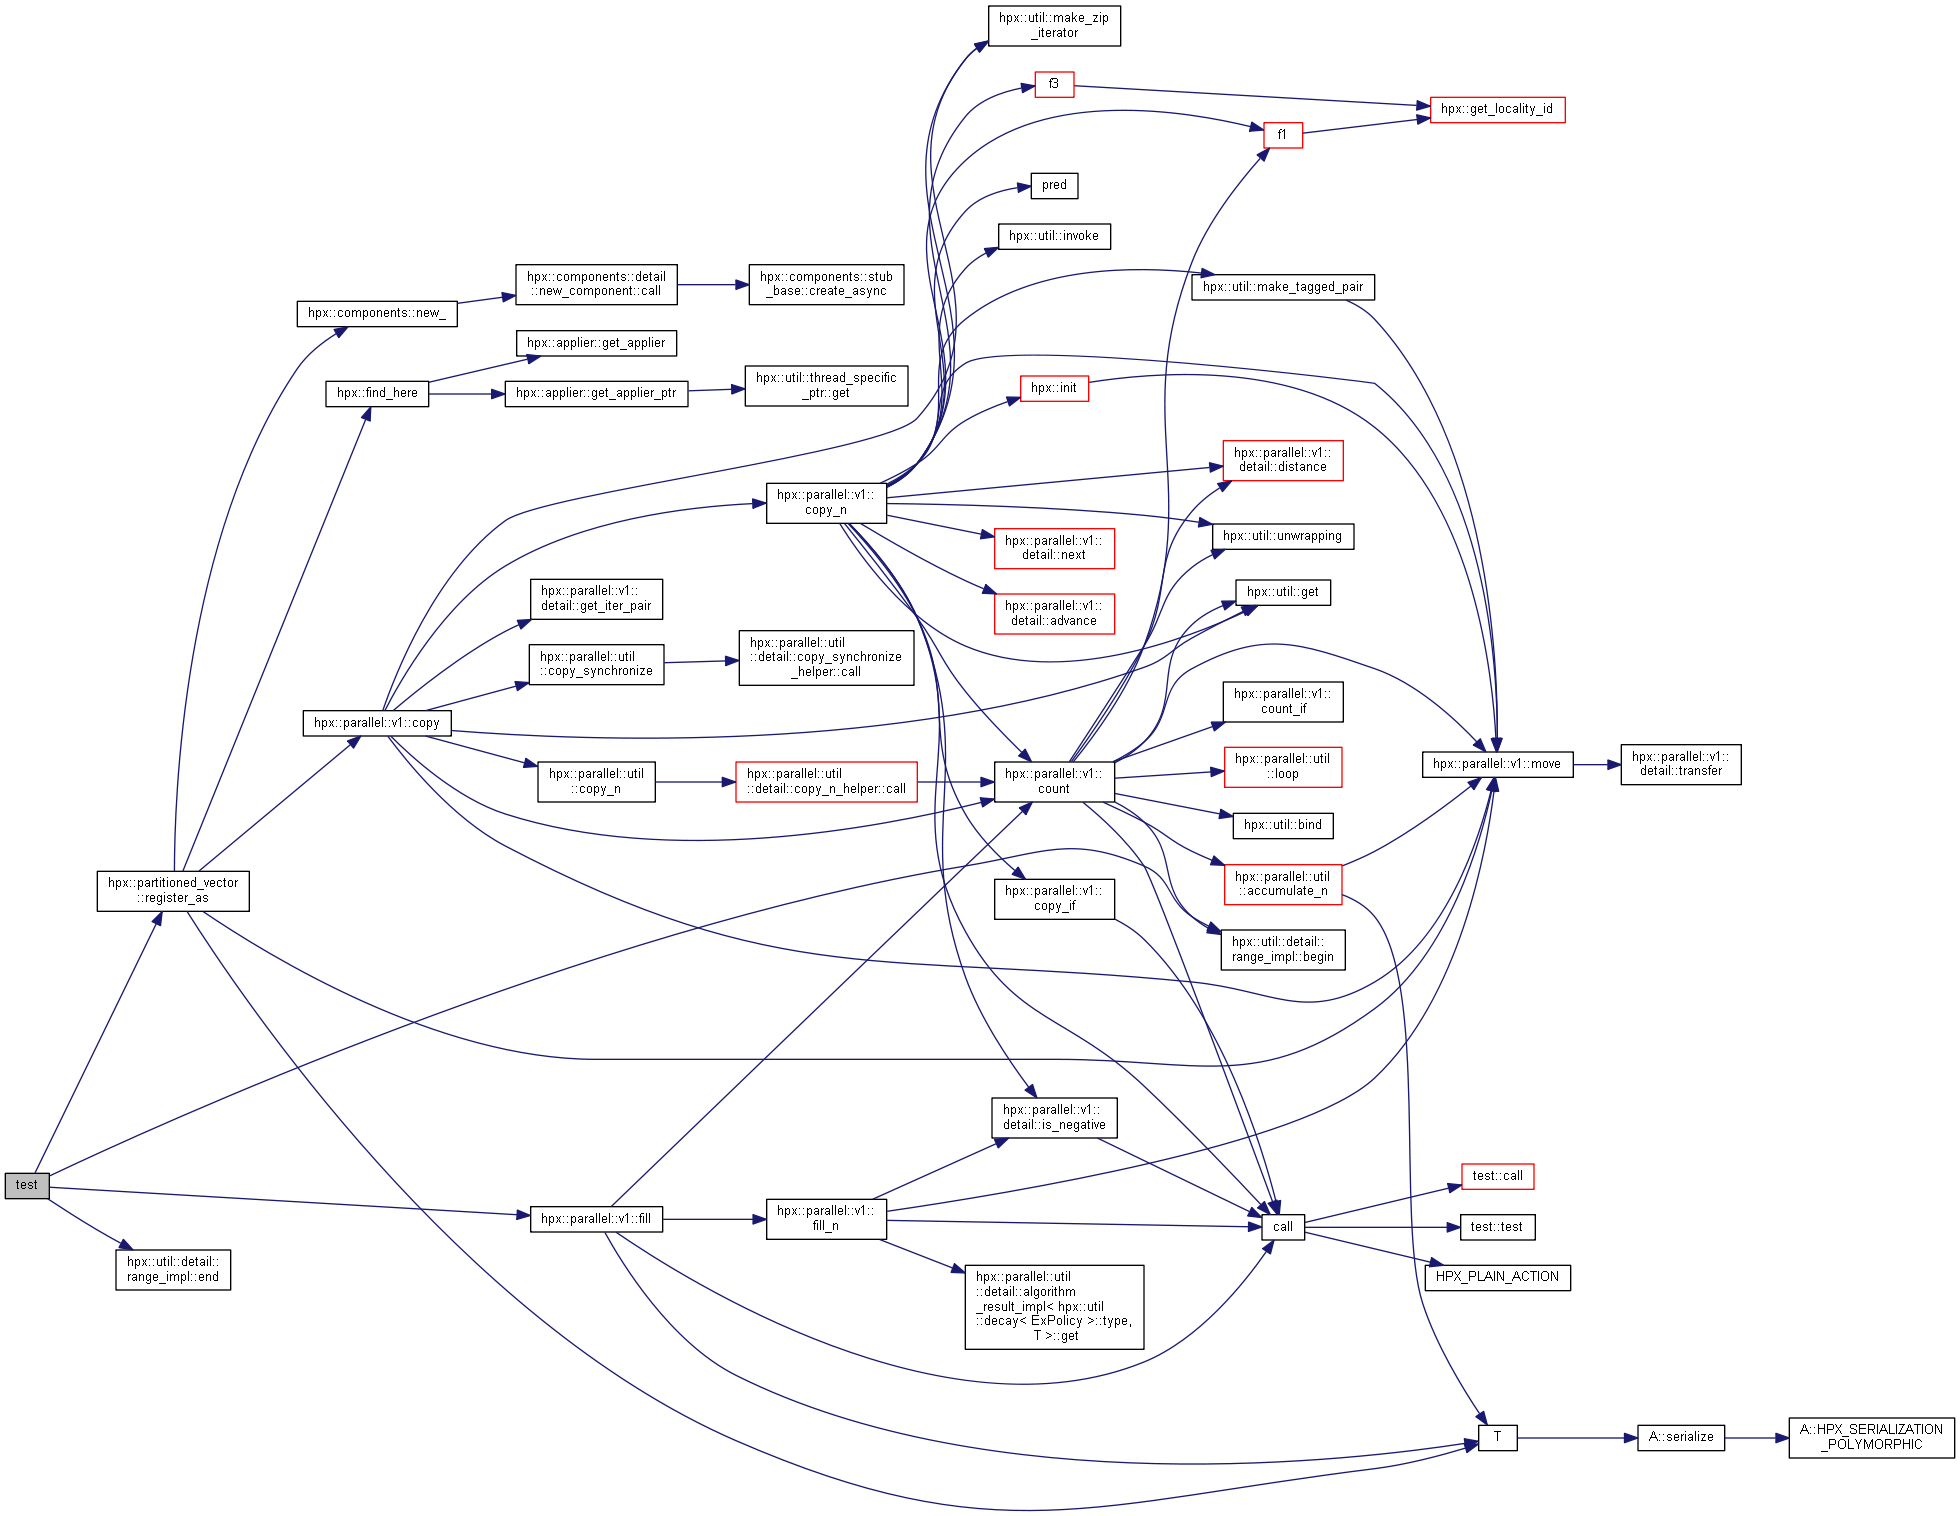 hpx::util::make_zip
_iterator
f3
hpx::get_locality_id
f1
pred
hpx::util::invoke
hpx::components::detail
::new_component::call
hpx::components::stub
_base::create_async
hpx::util::make_tagged_pair
hpx::components::new_
hpx::applier::get_applier
hpx::find_here
hpx::applier::get_applier_ptr
hpx::util::thread_specific
_ptr::get
hpx::init
hpx::parallel::v1::
detail::distance
hpx::parallel::v1::
copy_n
hpx::util::unwrapping
hpx::parallel::v1::
detail::next
hpx::parallel::v1::
detail::get_iter_pair
hpx::util::get
hpx::parallel::v1::
detail::advance
hpx::parallel::util
::copy_synchronize
hpx::parallel::util
::detail::copy_synchronize
_helper::call
hpx::parallel::v1::
count_if
hpx::parallel::v1::copy
hpx::parallel::util
::copy_n
hpx::parallel::util
::detail::copy_n_helper::call
hpx::parallel::v1::
count
hpx::parallel::util
::loop
hpx::parallel::v1::move
hpx::parallel::v1::
detail::transfer
hpx::util::bind
hpx::partitioned_vector
::register_as
hpx::parallel::v1::
copy_if
hpx::parallel::util
::accumulate_n
hpx::util::detail::
range_impl::begin
hpx::parallel::v1::
detail::is_negative
test
hpx::parallel::v1::fill
hpx::parallel::v1::
fill_n
call
test::call
test::test
HPX_PLAIN_ACTION
hpx::util::detail::
range_impl::end
hpx::parallel::util
::detail::algorithm
_result_impl< hpx::util
::decay< ExPolicy >::type,
T >::get
T
A::serialize
A::HPX_SERIALIZATION
_POLYMORPHIC